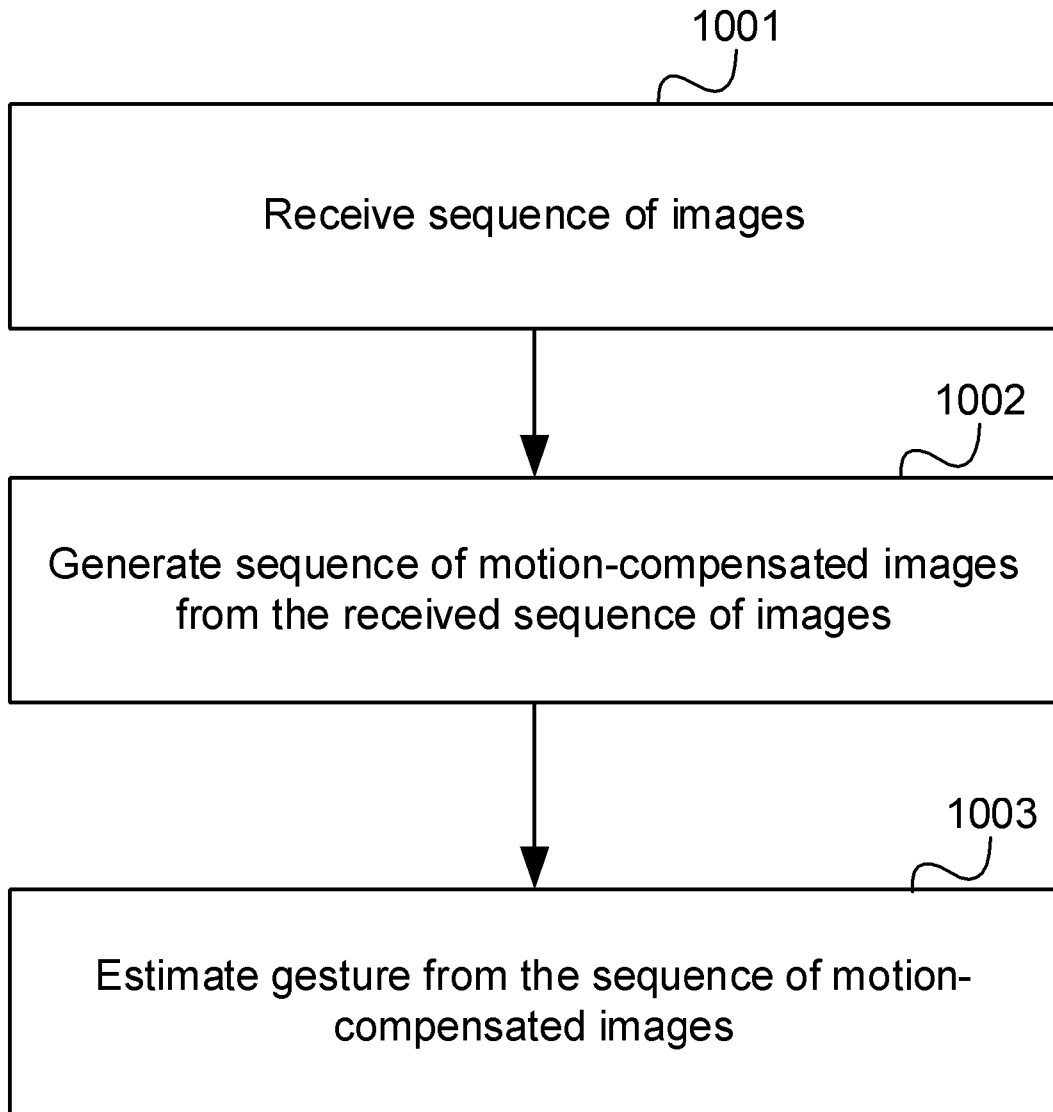 1001
Receive sequence of images
1002
Generate sequence of motion-compensated images
from the received sequence of images
1003
Estimate gesture from the sequence of motion-
compensated images